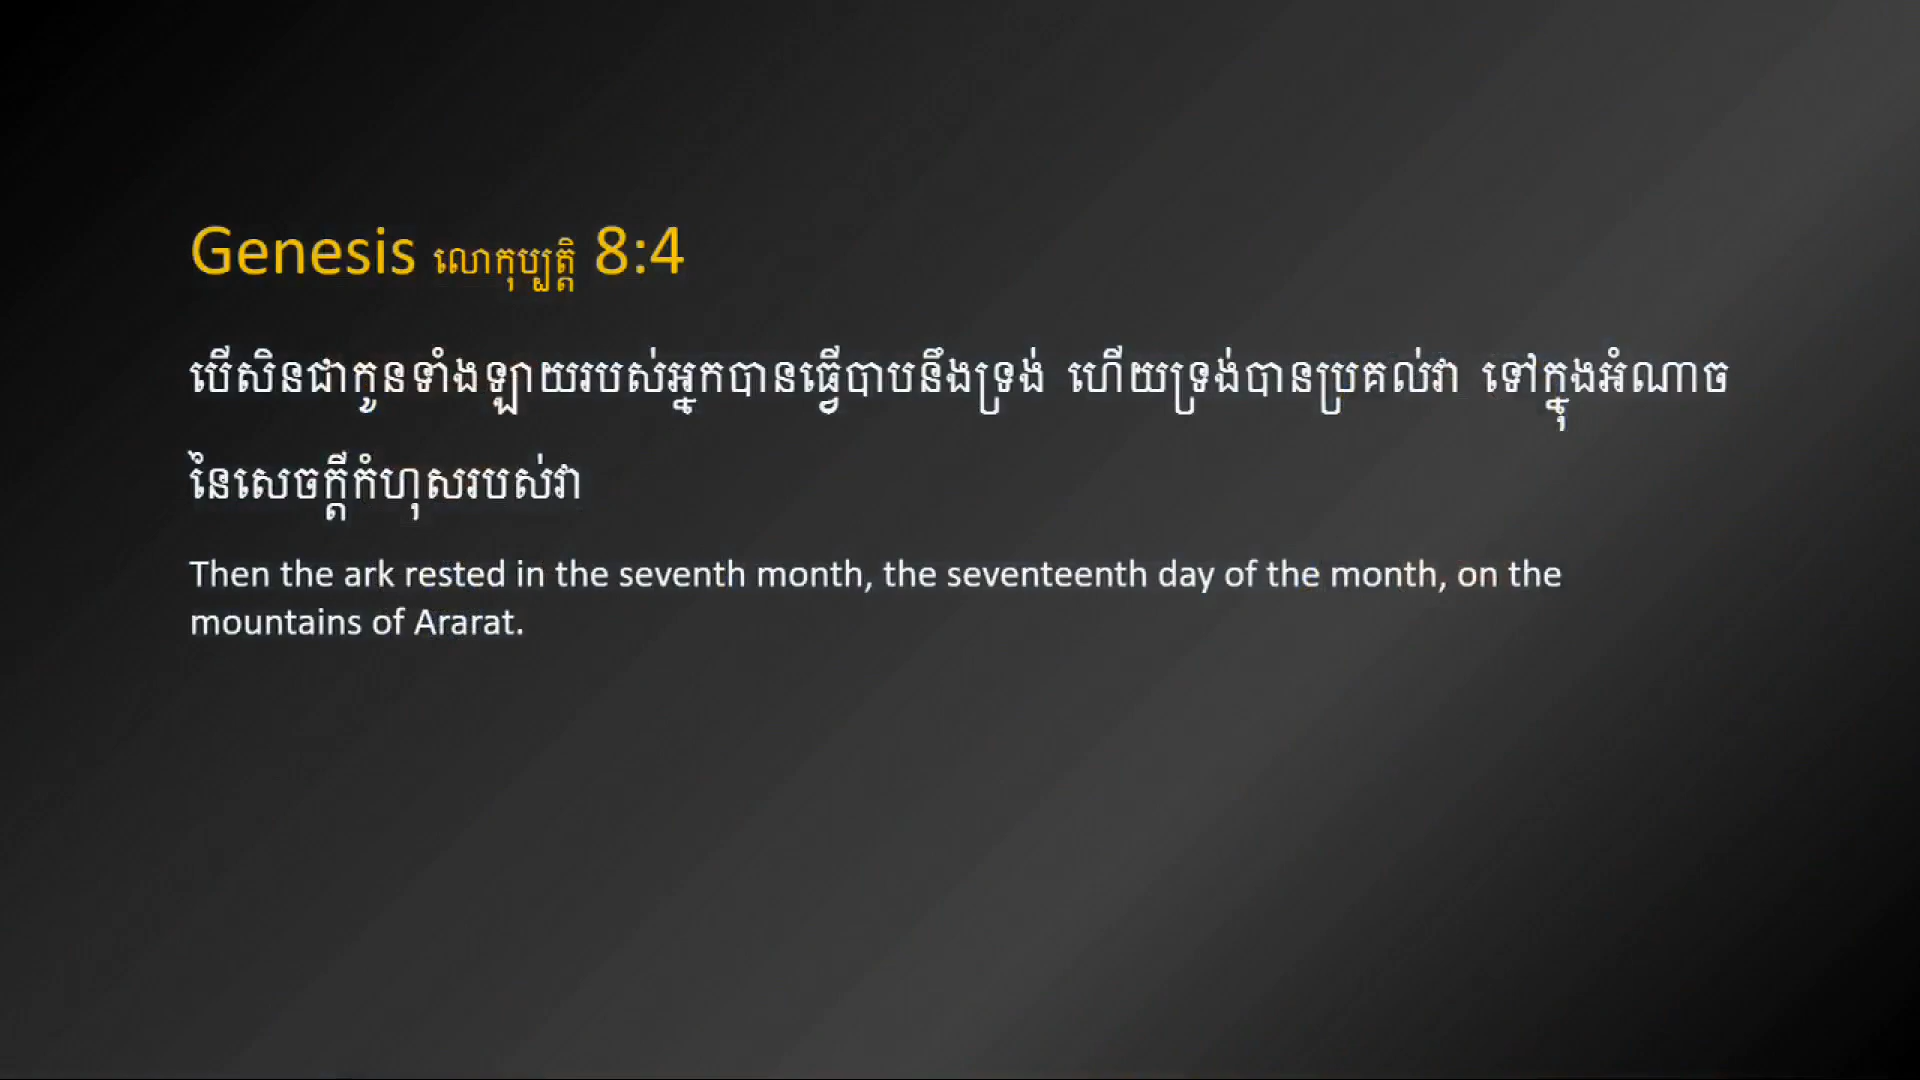 Genesis លោកុប្បត្តិ 8:4
បើសិនជាកូនទាំងឡាយរបស់អ្នកបានធ្វើបាបនឹងទ្រង់ ហើយទ្រង់បានប្រគល់វា ទៅក្នុងអំណាច
នៃសេចក្តីកំហុសរបស់វា
Then the ark rested in the seventh month, the seventeenth day of the month, on the
mountains of Ararat.